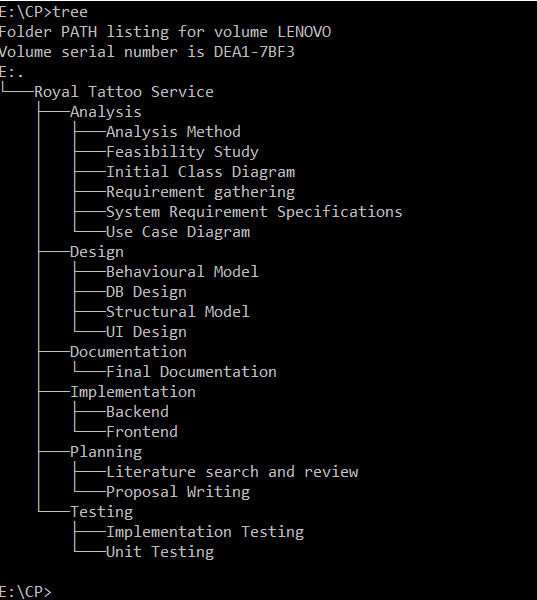 E:\CP>tree
Folder PATH listing for volume LENOVO
Volume serial number is DEA1-7BF3
E:.
└───Royal Tattoo Service
    ├───Analysis
    │   ├───Analysis Method
    │   ├───Feasibility Study
    │   ├───Initial Class Diagram
    │   ├───Requirement gathering
    │   ├───System Requirement Specifications
    │   └───Use Case Diagram
    ├───Design
    │   ├───Behavioural Model
    │   ├───DB Design
    │   ├───Structural Model
    │   └───UI Design
    ├───Documentation
    │   └───Final Documentation
    ├───Implementation
    │   ├───Backend
    │   └───Frontend
    ├───Planning
    │   ├───Literature search and review
    │   └───Proposal Writing
    └───Testing
        ├───Implementation Testing
        └───Unit Testing
E:\CP>